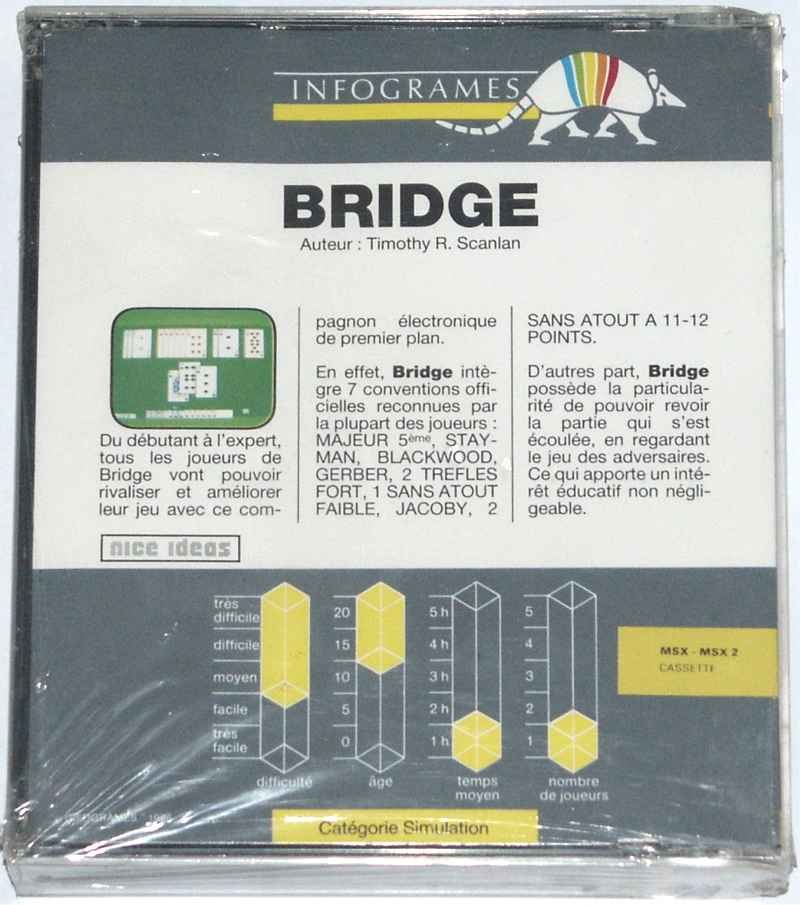 INFOGRAMES
BRIDGE
Auteur : Timothy R. Scanlan
Du débutant à l'expert,
tous les joueurs de
Bridge vont pouvoir
rivaliser et améliorer
leur jeu avec ce com-
pagnon électronique
de premier plan.
En effet, Bridge intè-
gre 7 conventions offi-
cielles reconnues par
la plupart des joueurs :
MAJEUR 5ème, STAY-
MAN, BLACKWOOD,
GERBER, 2 TREFLES
FORT, 1 SANS ATOUT
FAIBLE, JACOBY, 2
SANS ATOUT A 11-12
POINTS.
D'autres part, Bridge
possède la particula-
rité de pouvoir revoir
la partie qui s'est
écoulée, en regardant
le jeu des adversaires.
Ce qui apporte un inté-
rêt éducatif non négli-
geable.
nice ideas
très
difficile
difficile
moyen
facile
très
facile
difficulté
20
15
10
5
0
âge
5 h
4 h
3 h
2 h
1 h
temps
moyen
5
4
3
2
1
nombre
de joueurs
MSX - MSX 2
CASSETTE
INFOGRAMES
Catégorie Simulation